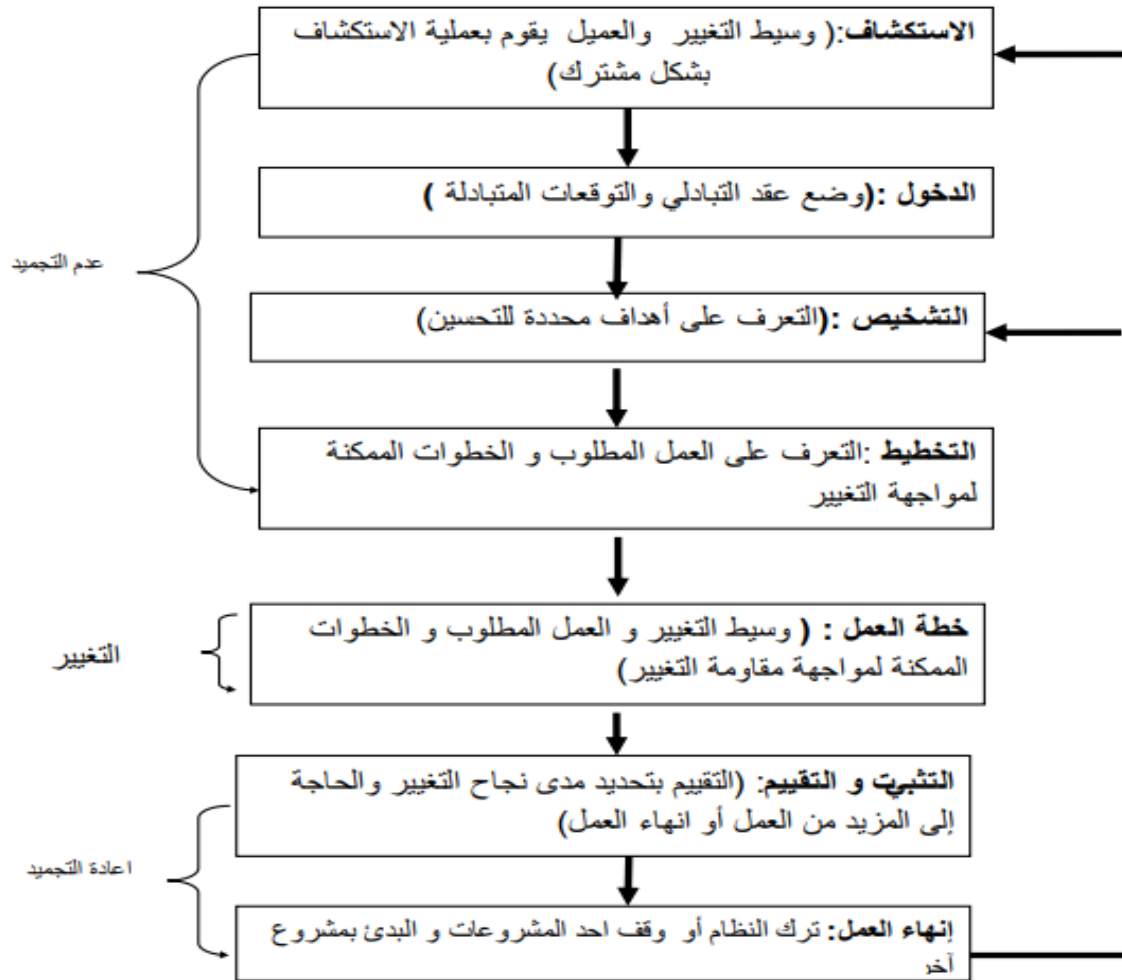 الاستكشاف:( وسيط التغيير والعميل يقوم بعملية الاستكشاف
بشكل مشترك)
الدخول :(وضع عقد التبادلي والتوقعات المتبادلة )
عدم التجميد
التشخيص :(التعرف على أهداف محددة للتحسين)
التخطيط :التعرف على العمل المطلوب و الخطوات الممكنة
لمواجهة التغيير
خطة العمل : ( وسيط التغيير و العمل المطلوب و الخطوات
الممكنة لمواجهة مقاومة التغيير)
التغيير
التثبيت و التقييم: (التقييم بتحديد مدى نجاح التغيير والحاجة
إلى المزيد من العمل أو انهاء العمل)
اعادة التجميد
إنهاء العمل: ترك النظام أو وقف احد المشروعات و البدئ بمشروع
آخر